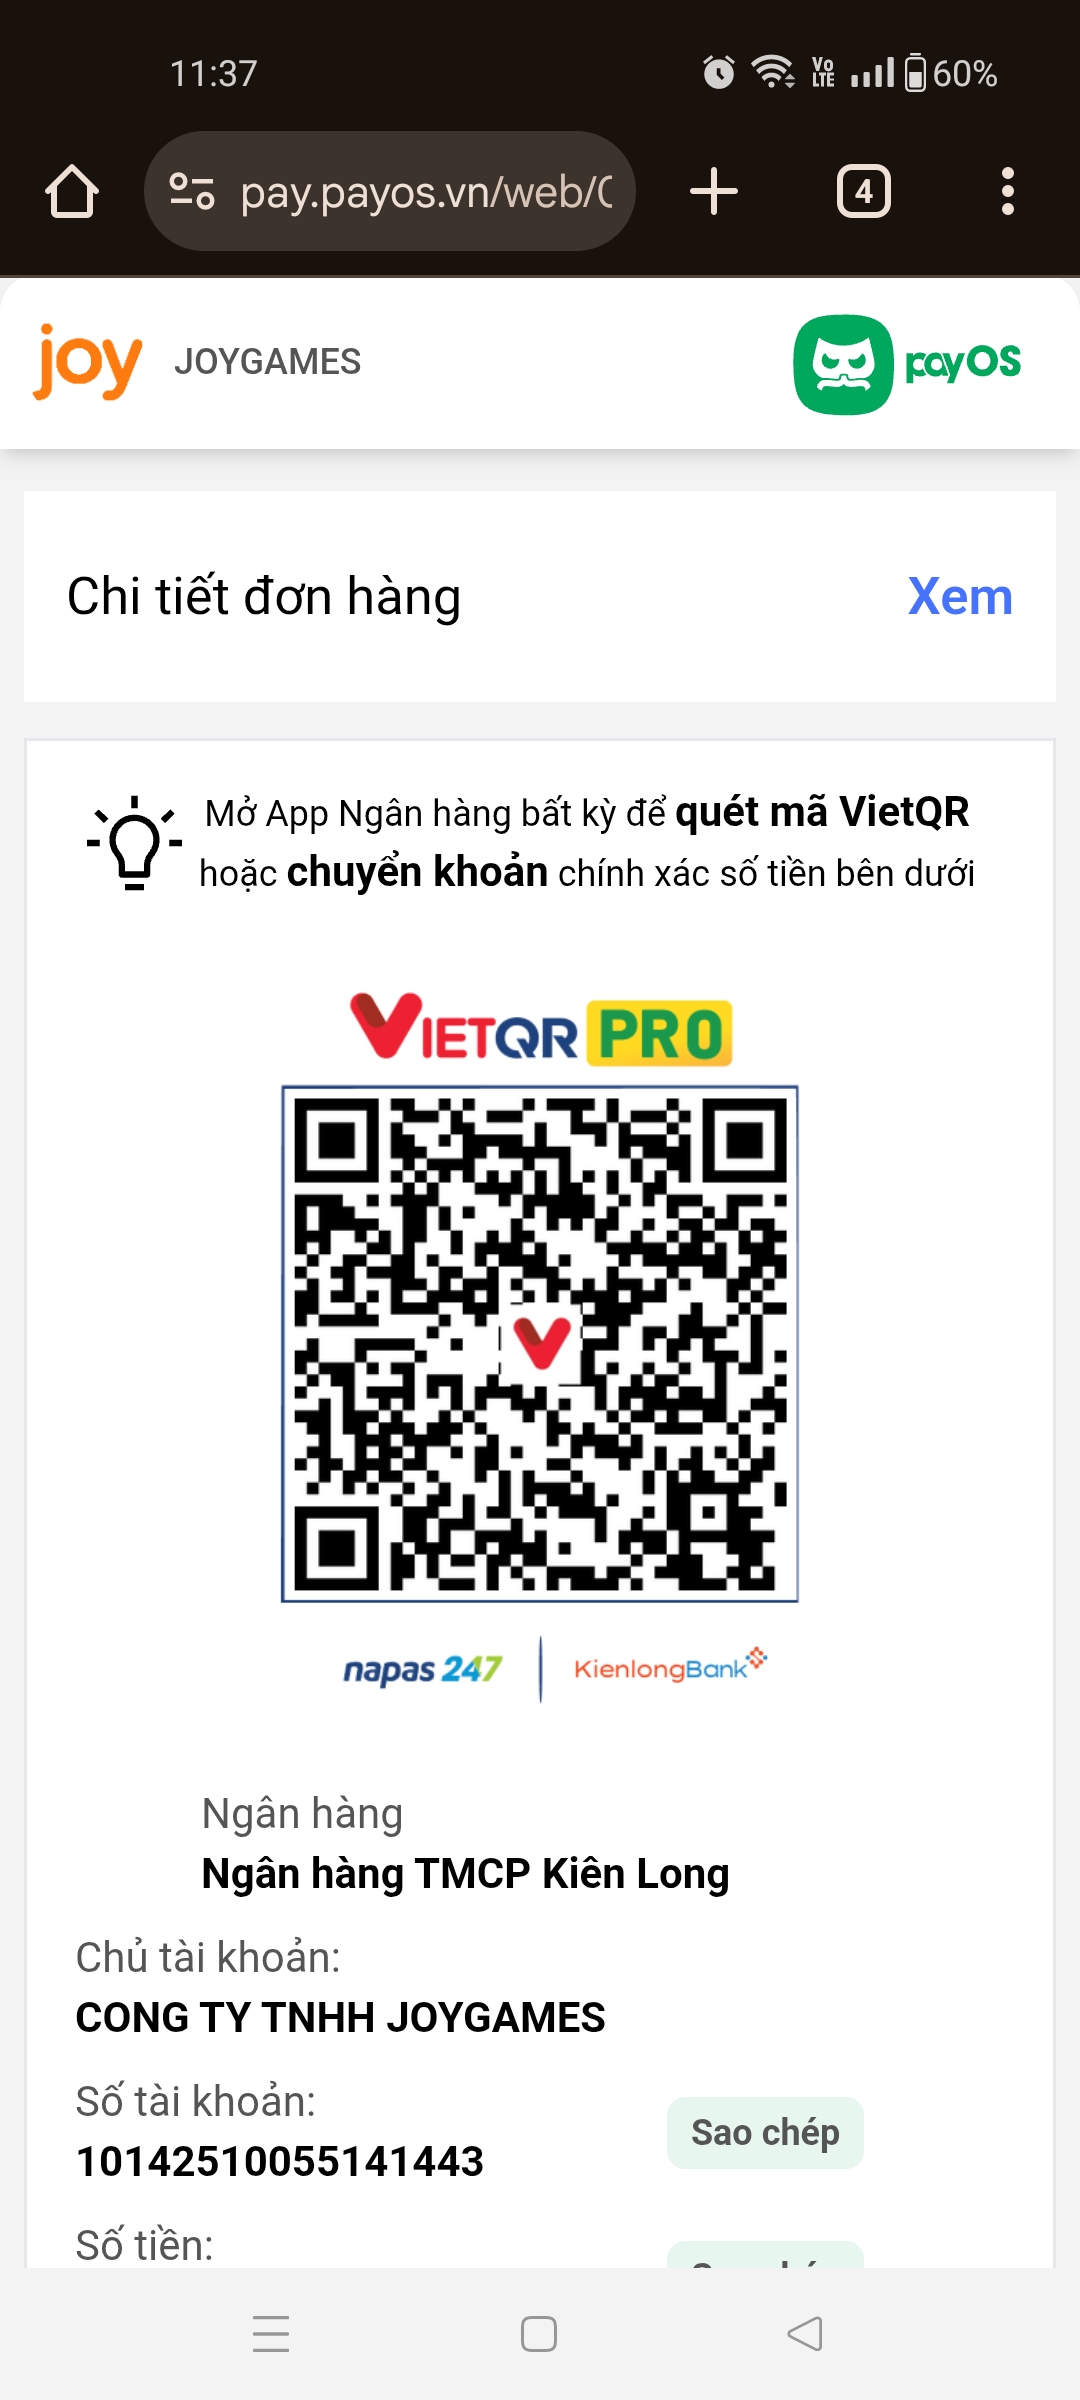 11:37
Vo LTE
60%
pay.payos.vn/web/
4
joy JOYGAMES
payOS
Chi tiết đơn hàng
Xem
Mở App Ngân hàng bất kỳ để quét mã VietQR
hoặc chuyển khoản chính xác số tiền bên dưới
VIETQR PRO
napas 247
KienlongBank
Ngân hàng
Ngân hàng TMCP Kiên Long
Chủ tài khoản:
CONG TY TNHH JOYGAMES
Số tài khoản:
10142510055141443
Sao chép
Số tiền: